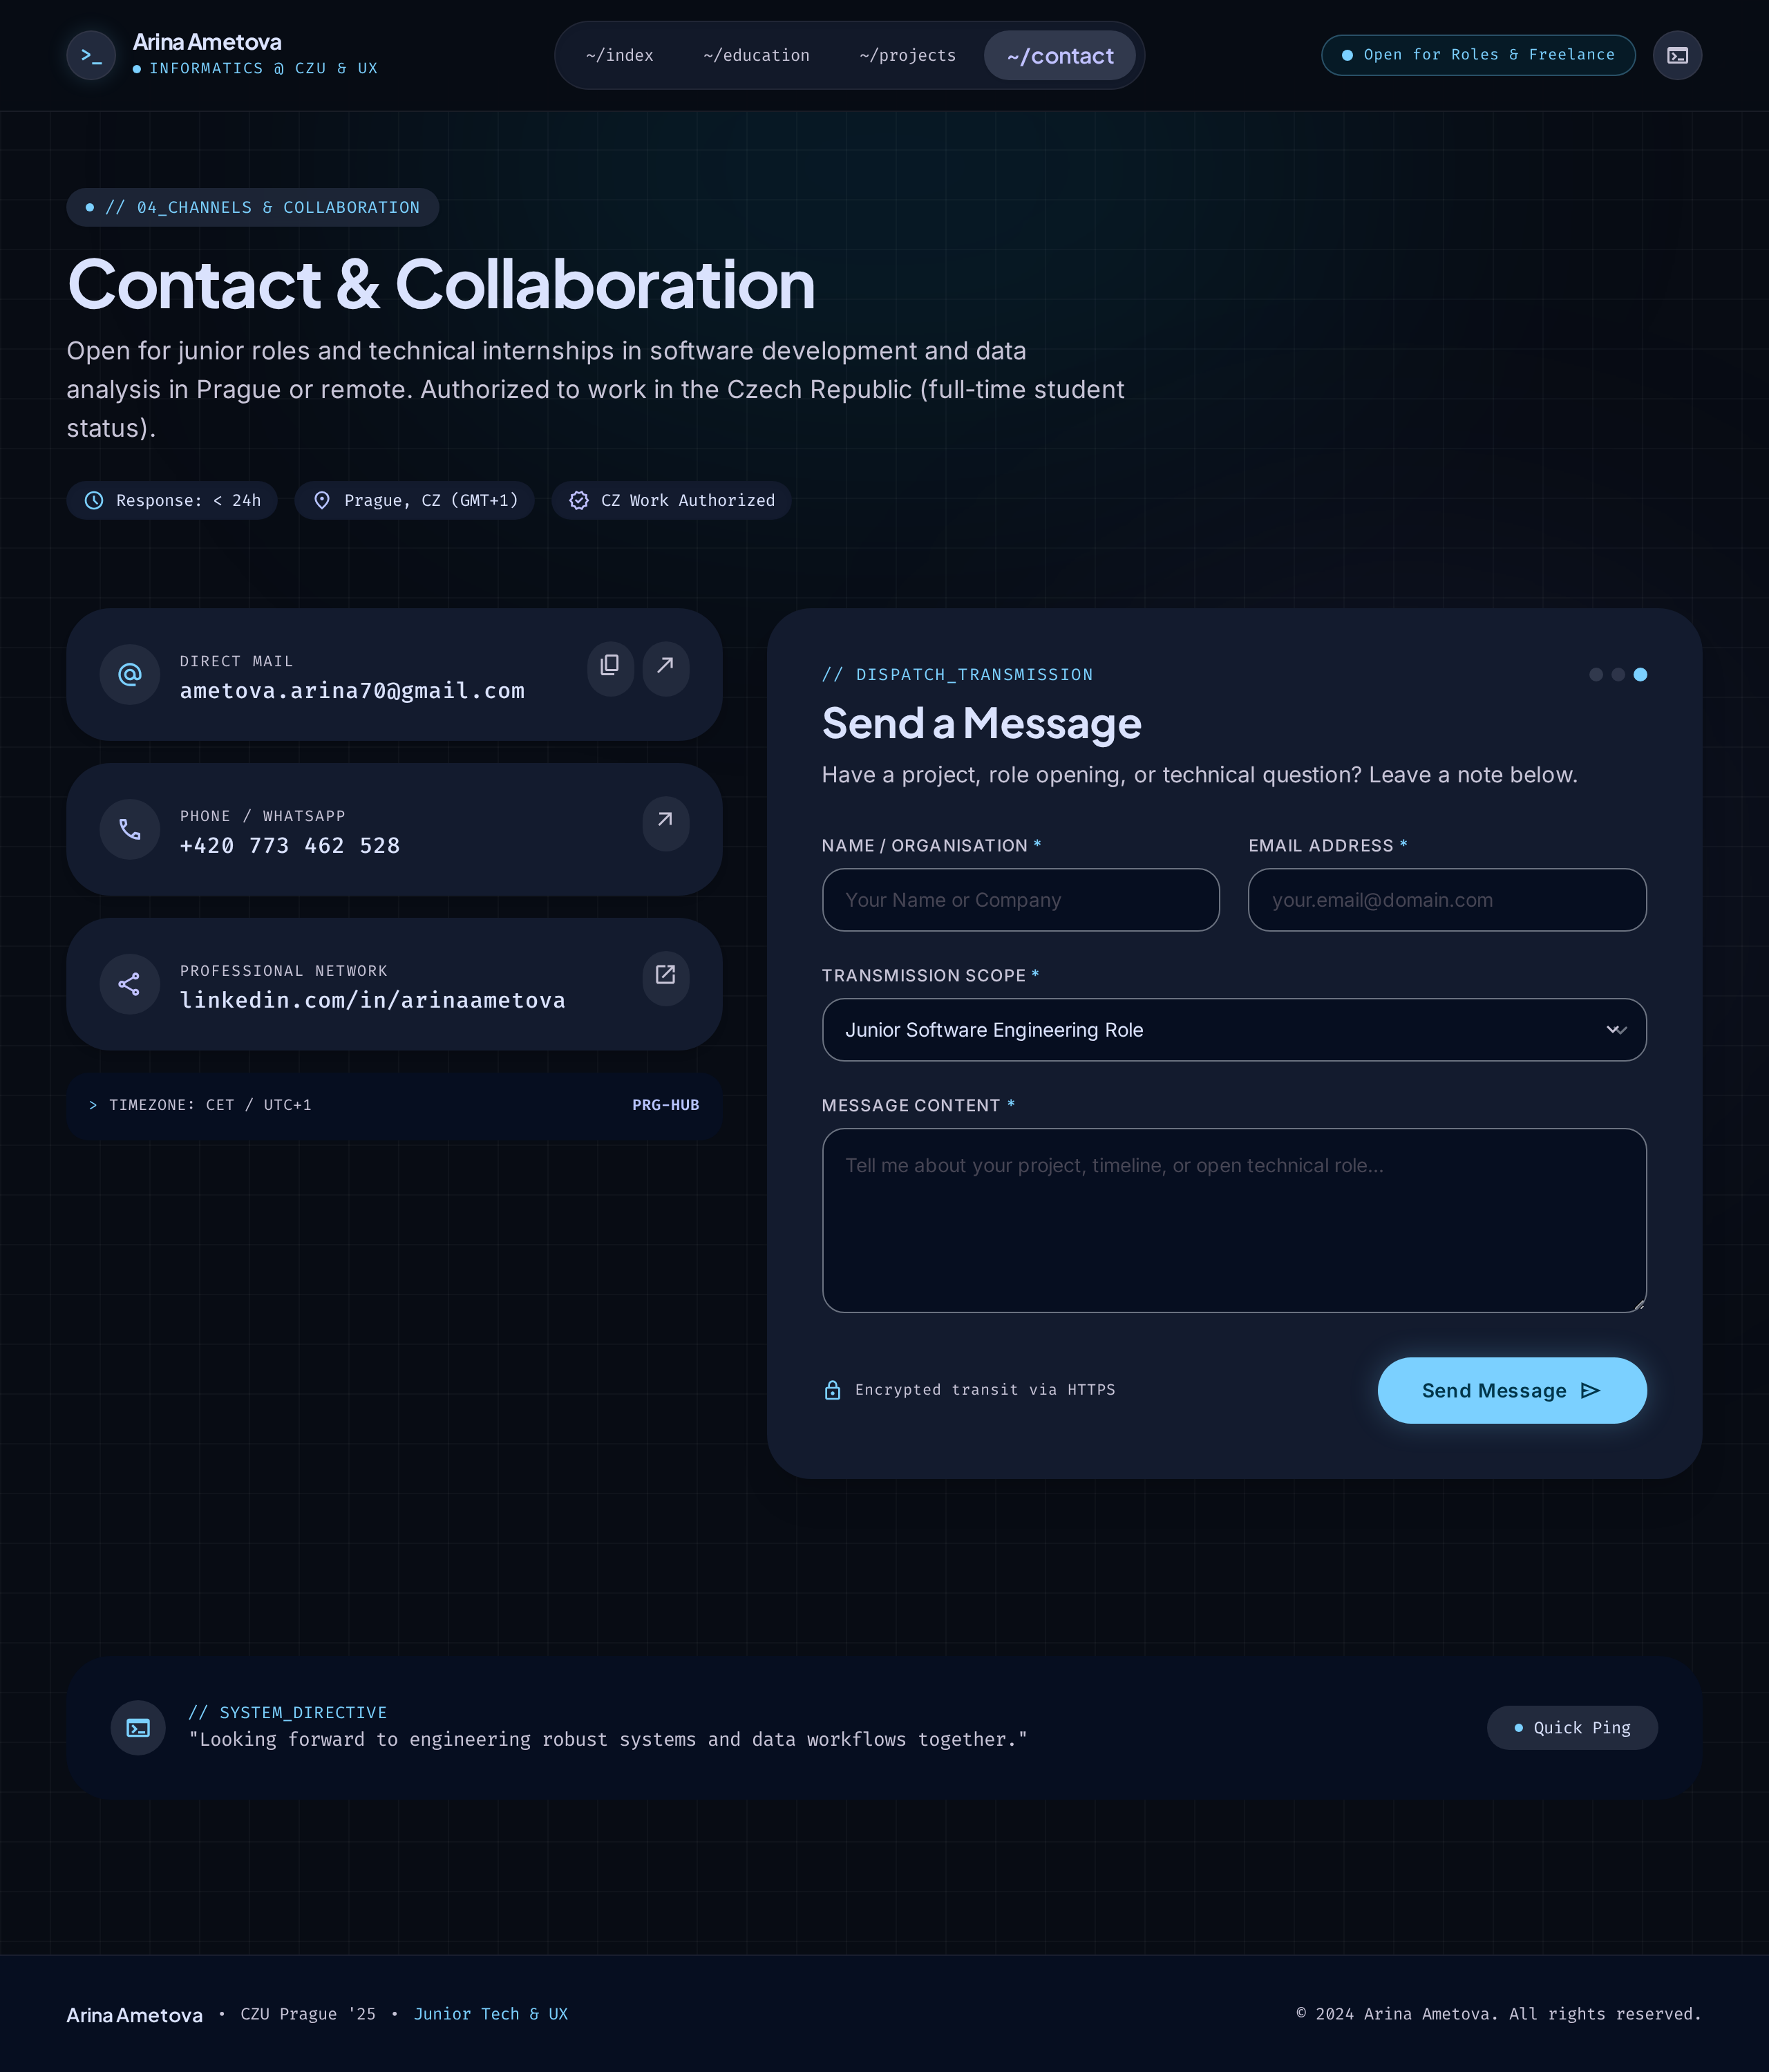 >_
Arina Ametova
INFORMATICS @ CZU & UX
~/index
~/education
~/projects
~/contact
Open for Roles & Freelance
// 04_CHANNELS & COLLABORATION
Contact & Collaboration
Open for junior roles and technical internships in software development and data
analysis in Prague or remote. Authorized to work in the Czech Republic (full-time student
status).
Response: < 24h
Prague, CZ (GMT+1)
CZ Work Authorized
DIRECT MAIL
ametova.arina70@gmail.com
PHONE / WHATSAPP
+420 773 462 528
PROFESSIONAL NETWORK
linkedin.com/in/arinaametova
> TIMEZONE: CET / UTC+1
PRG-HUB
// DISPATCH_TRANSMISSION
Send a Message
Have a project, role opening, or technical question? Leave a note below.
NAME / ORGANISATION *
Your Name or Company
EMAIL ADDRESS *
your.email@domain.com
TRANSMISSION SCOPE *
Junior Software Engineering Role
MESSAGE CONTENT *
Tell me about your project, timeline, or open technical role...
Encrypted transit via HTTPS
Send Message
// SYSTEM_DIRECTIVE
"Looking forward to engineering robust systems and data workflows together."
Quick Ping
Arina Ametova • CZU Prague '25 • Junior Tech & UX
© 2024 Arina Ametova. All rights reserved.